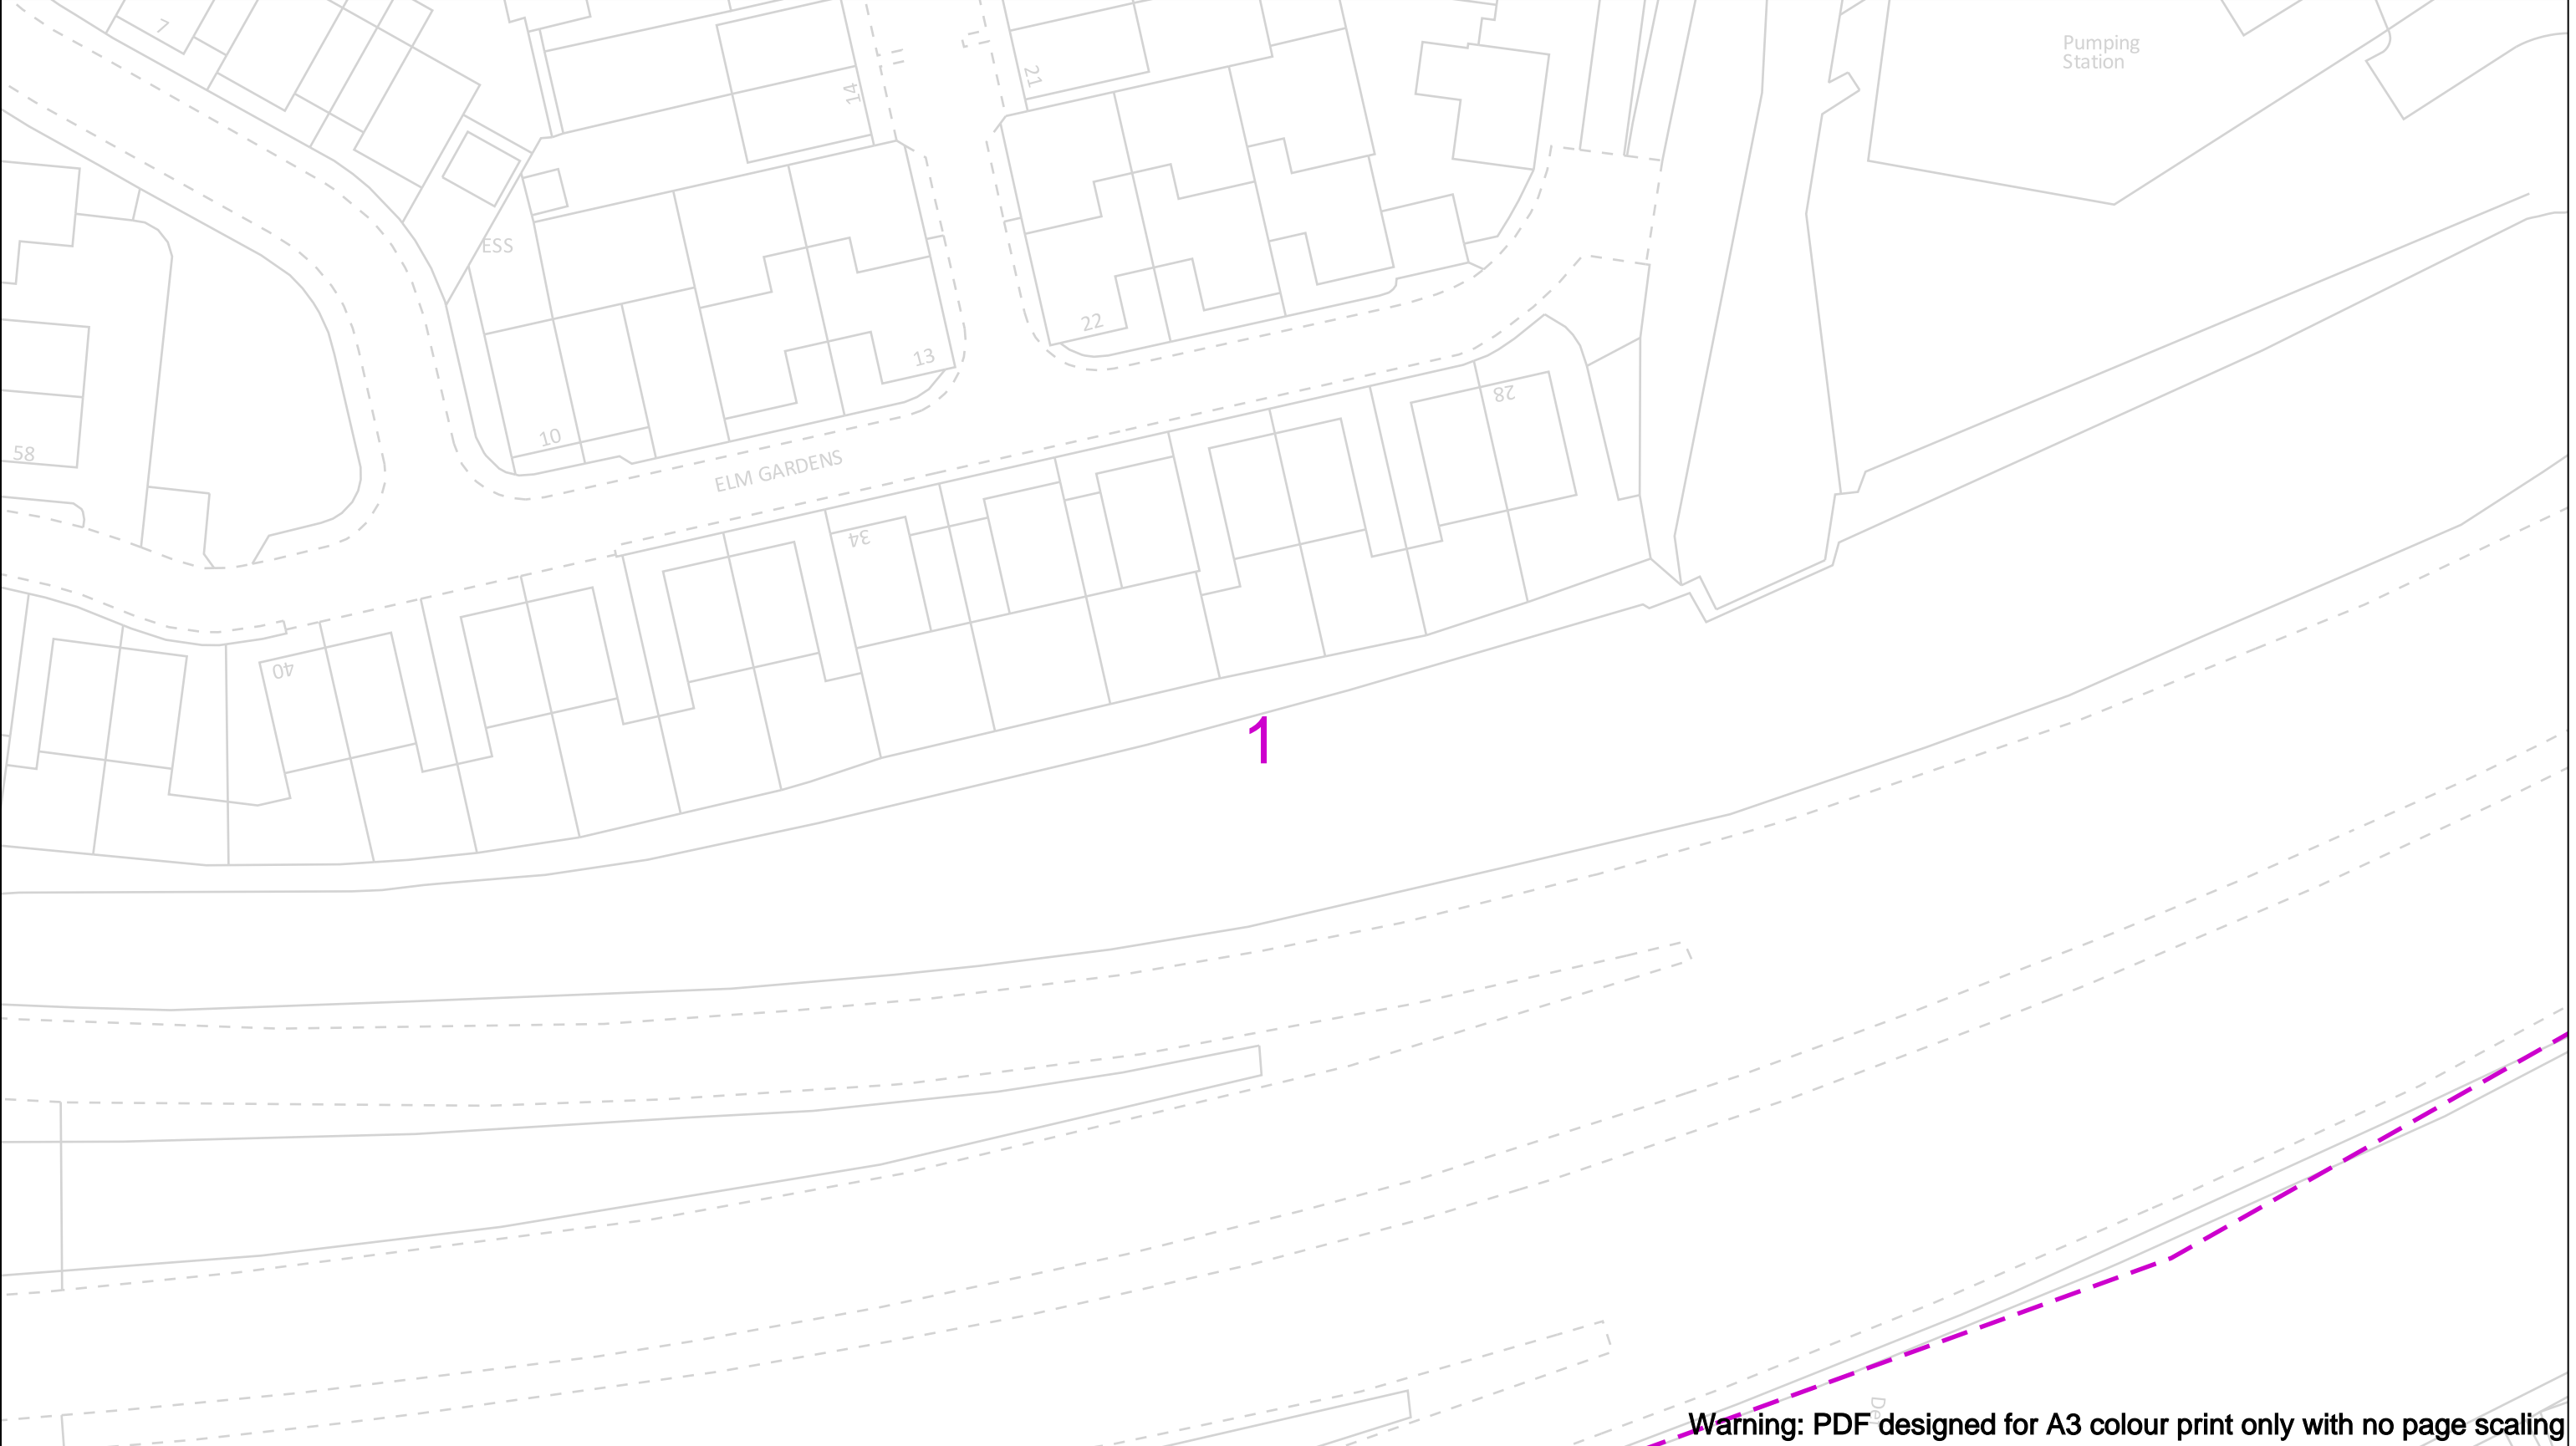 7
14
21
Pumping
Station
ESS
22
13
28
10
58
ELM GARDENS
34
40
1
Warning: PDF designed for A3 colour print only with no page scaling